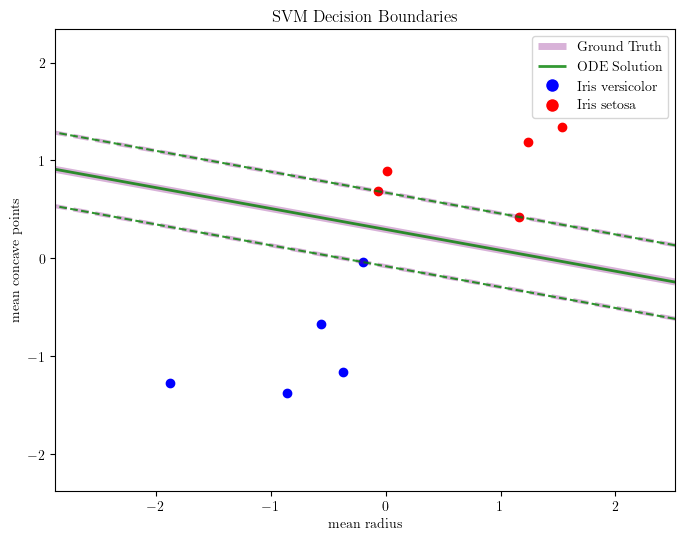 SVM Decision Boundaries
Ground Truth
ODE Solution
Iris versicolor
Iris setosa
mean concave points
2
1
0
−1
−2
−2
−1
0
1
2
mean radius